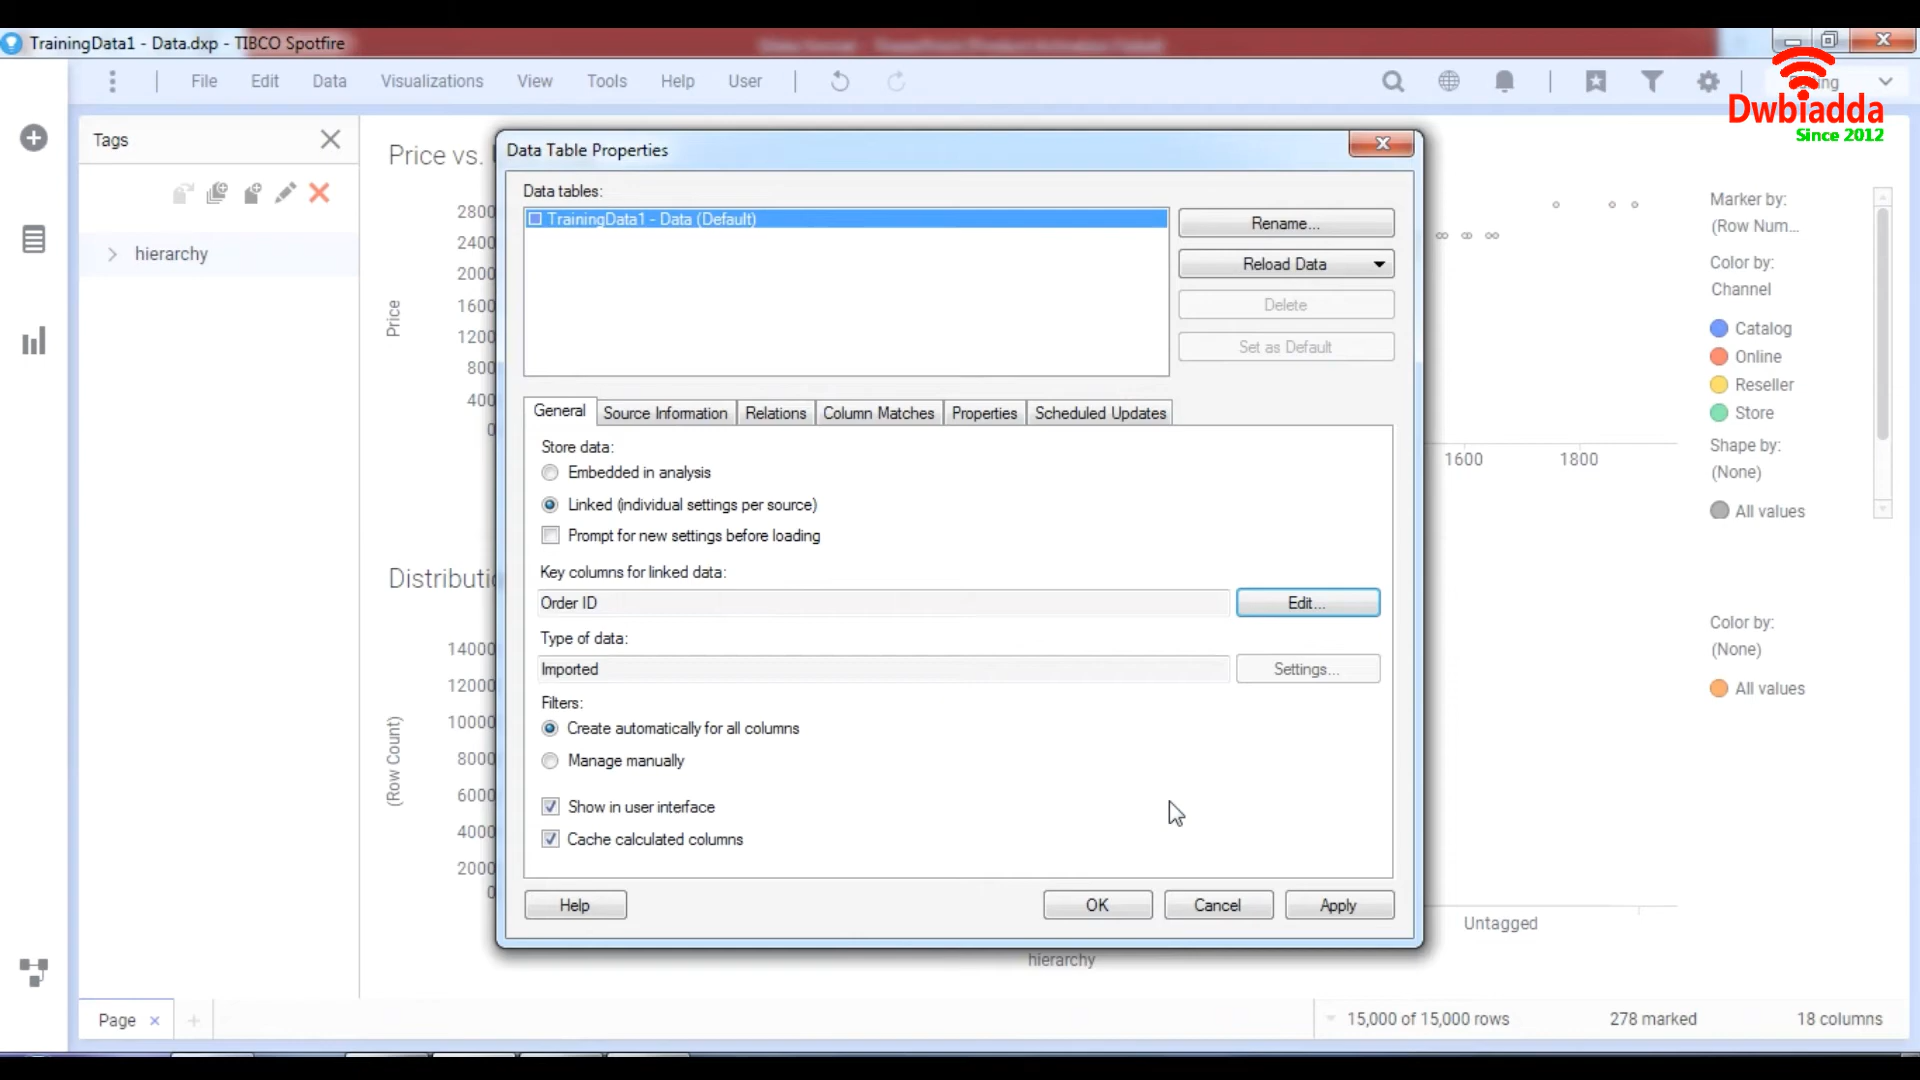 TrainingData1 - Data.dxp - TIBCO Spotfire
File Edit Data Visualizations View Tools Help User
Dwbiadda
Since 2012
Tags
hierarchy
Price vs.
Price
2800
2400
2000
1600
1200
800
400
0
1600 1800
Data Table Properties
Data tables:
TrainingData1 - Data (Default)
Rename...
Reload Data
Delete
Set as Default
General Source Information Relations Column Matches Properties Scheduled Updates
Store data:
Embedded in analysis
Linked (individual settings per source)
Prompt for new settings before loading
Key columns for linked data:
Order ID Edit...
Type of data:
Imported Settings...
Filters:
Create automatically for all columns
Manage manually
Show in user interface
Cache calculated columns
Help OK Cancel Apply
Marker by:
(Row Num...
Color by:
Channel
Catalog
Online
Reseller
Store
Shape by:
(None)
All values
Distributi
(Row Count)
14000
12000
10000
8000
6000
4000
2000
0
Untagged
hierarchy
Color by:
(None)
All values
Page
15,000 of 15,000 rows 278 marked 18 columns